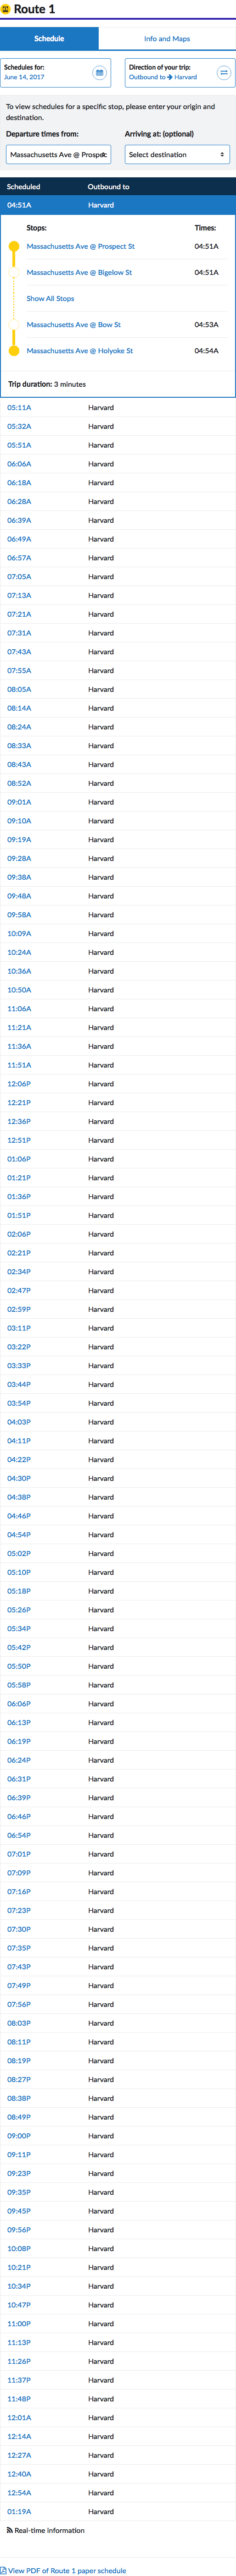 Route 1
Schedule Info and Maps
Schedules for: Direction of your trip:
June 14, 2017 Outbound to → Harvard
To view schedules for a specific stop, please enter your origin and
destination.
Departure times from: Arriving at: (optional)
Massachusetts Ave @ Prospe Select destination
Scheduled Outbound to
04:51A Harvard
Stops: Times:
Massachusetts Ave @ Prospect St 04:51A
Massachusetts Ave @ Bigelow St 04:51A
Show All Stops
Massachusetts Ave @ Bow St 04:53A
Massachusetts Ave @ Holyoke St 04:54A
Trip duration: 3 minutes
05:11A Harvard
05:32A Harvard
05:51A Harvard
06:06A Harvard
06:18A Harvard
06:28A Harvard
06:39A Harvard
06:49A Harvard
06:57A Harvard
07:05A Harvard
07:13A Harvard
07:21A Harvard
07:31A Harvard
07:43A Harvard
07:55A Harvard
08:05A Harvard
08:14A Harvard
08:24A Harvard
08:33A Harvard
08:43A Harvard
08:52A Harvard
09:01A Harvard
09:10A Harvard
09:19A Harvard
09:28A Harvard
09:38A Harvard
09:48A Harvard
09:58A Harvard
10:09A Harvard
10:24A Harvard
10:36A Harvard
10:50A Harvard
11:06A Harvard
11:21A Harvard
11:36A Harvard
11:51A Harvard
12:06P Harvard
12:21P Harvard
12:36P Harvard
12:51P Harvard
01:06P Harvard
01:21P Harvard
01:36P Harvard
01:51P Harvard
02:06P Harvard
02:21P Harvard
02:34P Harvard
02:47P Harvard
02:59P Harvard
03:11P Harvard
03:22P Harvard
03:33P Harvard
03:44P Harvard
03:54P Harvard
04:03P Harvard
04:11P Harvard
04:22P Harvard
04:30P Harvard
04:38P Harvard
04:46P Harvard
04:54P Harvard
05:02P Harvard
05:10P Harvard
05:18P Harvard
05:26P Harvard
05:34P Harvard
05:42P Harvard
05:50P Harvard
05:58P Harvard
06:06P Harvard
06:13P Harvard
06:19P Harvard
06:24P Harvard
06:31P Harvard
06:39P Harvard
06:46P Harvard
06:54P Harvard
07:01P Harvard
07:09P Harvard
07:16P Harvard
07:23P Harvard
07:30P Harvard
07:35P Harvard
07:43P Harvard
07:49P Harvard
07:56P Harvard
08:03P Harvard
08:11P Harvard
08:19P Harvard
08:27P Harvard
08:38P Harvard
08:49P Harvard
09:00P Harvard
09:11P Harvard
09:23P Harvard
09:35P Harvard
09:45P Harvard
09:56P Harvard
10:08P Harvard
10:21P Harvard
10:34P Harvard
10:47P Harvard
11:00P Harvard
11:13P Harvard
11:26P Harvard
11:37P Harvard
11:48P Harvard
12:01A Harvard
12:14A Harvard
12:27A Harvard
12:40A Harvard
12:54A Harvard
01:19A Harvard
Real-time information
View PDF of Route 1 paper schedule